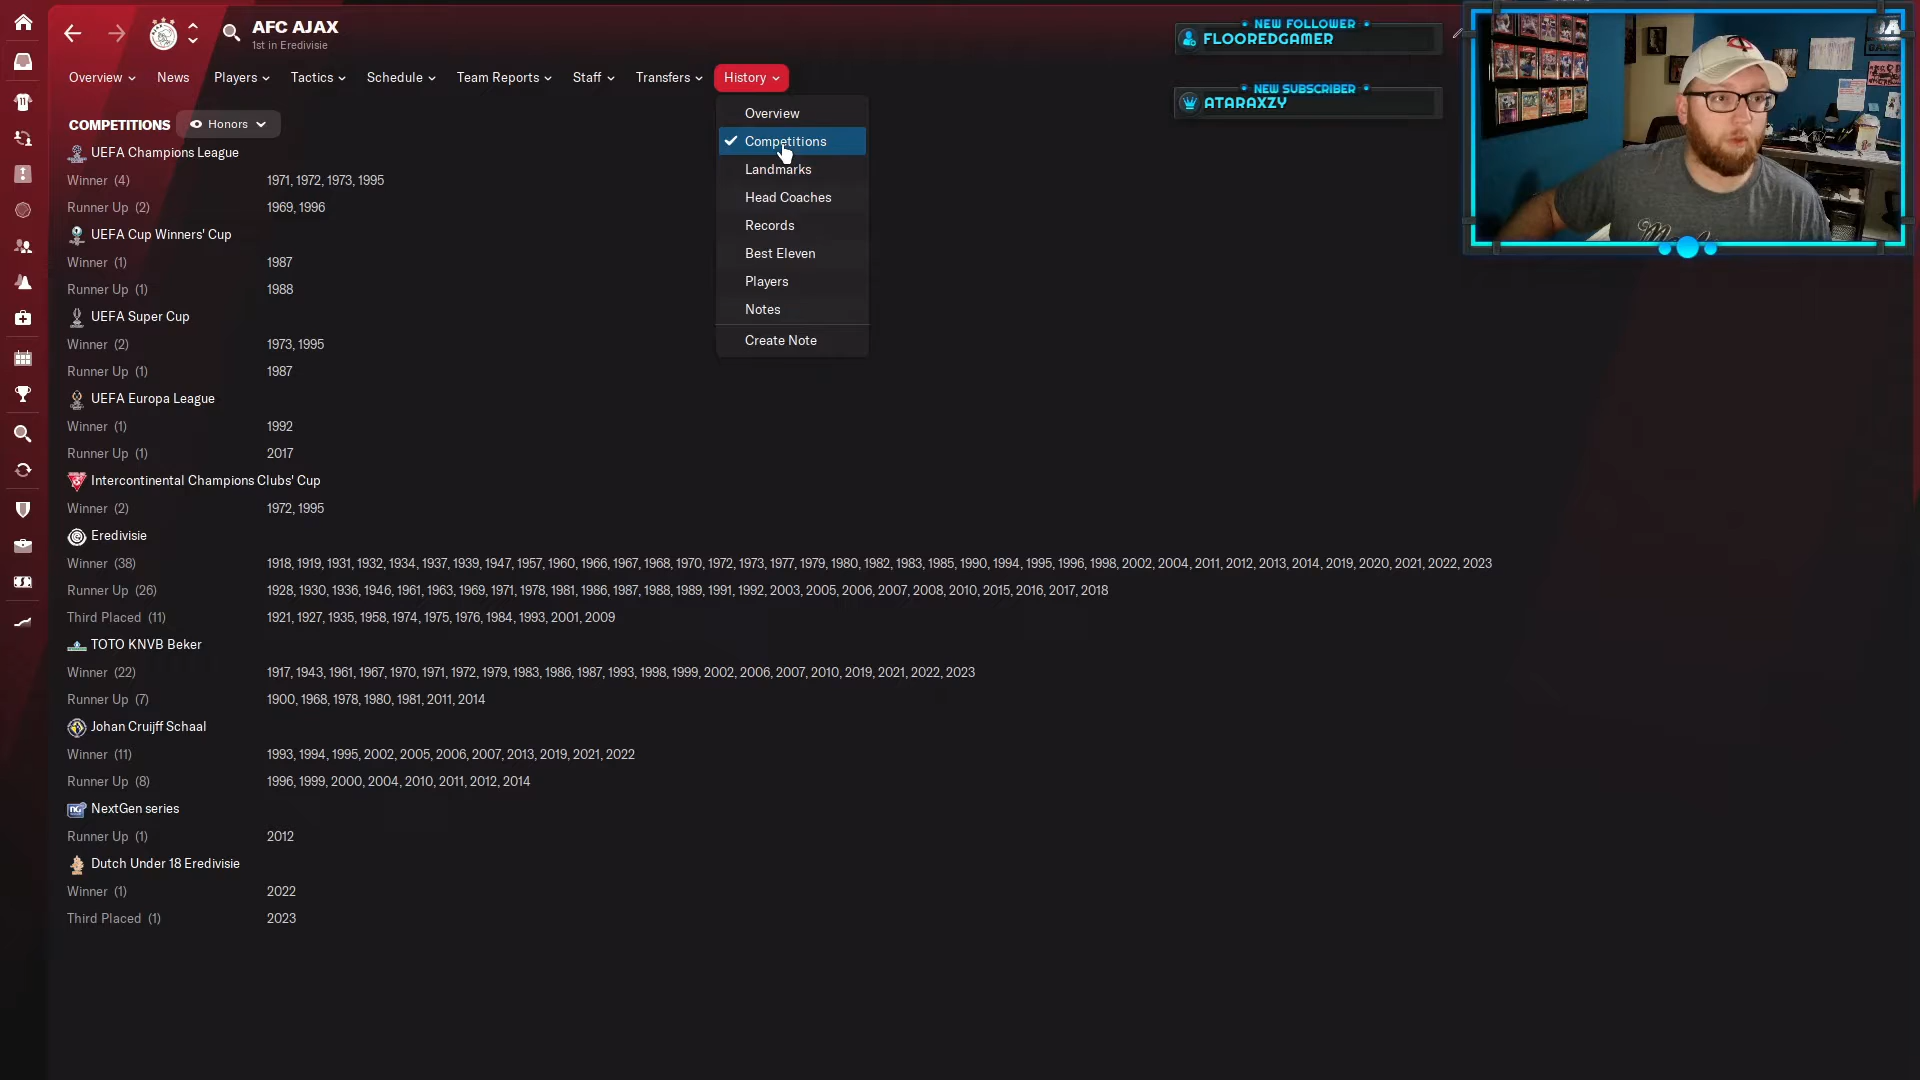 AFC AJAX
1st in Eredivisie
NEW FOLLOWER
FLOOREDGAMER
NEW SUBSCRIBER
ATARAXZY
Overview News Players Tactics Schedule Team Reports Staff Transfers History
Overview
Competitions
Landmarks
Head Coaches
Records
Best Eleven
Players
Notes
Create Note
COMPETITIONS Honors
UEFA Champions League
Winner (4) 1971, 1972, 1973, 1995
Runner Up (2) 1969, 1996
UEFA Cup Winners' Cup
Winner (1) 1987
Runner Up (1) 1988
UEFA Super Cup
Winner (2) 1973, 1995
Runner Up (1) 1987
UEFA Europa League
Winner (1) 1992
Runner Up (1) 2017
Intercontinental Champions Clubs' Cup
Winner (2) 1972, 1995
Eredivisie
Winner (38) 1918, 1919, 1931, 1932, 1934, 1937, 1939, 1947, 1957, 1960, 1966, 1967, 1968, 1970, 1972, 1973, 1977, 1979, 1980, 1982, 1983, 1985, 1990, 1994, 1995, 1996, 1998, 2002, 2004, 2011, 2012, 2013, 2014, 2019, 2020, 2021, 2022, 2023
Runner Up (26) 1928, 1930, 1936, 1946, 1961, 1963, 1969, 1971, 1978, 1981, 1986, 1987, 1988, 1989, 1991, 1992, 2003, 2005, 2006, 2007, 2008, 2010, 2015, 2016, 2017, 2018
Third Placed (11) 1921, 1927, 1935, 1958, 1974, 1975, 1976, 1984, 1993, 2001, 2009
TOTO KNVB Beker
Winner (22) 1917, 1943, 1961, 1967, 1970, 1971, 1972, 1979, 1983, 1986, 1987, 1993, 1998, 1999, 2002, 2006, 2007, 2010, 2019, 2021, 2022, 2023
Runner Up (7) 1900, 1968, 1978, 1980, 1981, 2011, 2014
Johan Cruijff Schaal
Winner (11) 1993, 1994, 1995, 2002, 2005, 2006, 2007, 2013, 2019, 2021, 2022
Runner Up (8) 1996, 1999, 2000, 2004, 2010, 2011, 2012, 2014
NextGen series
Runner Up (1) 2012
Dutch Under 18 Eredivisie
Winner (1) 2022
Third Placed (1) 2023